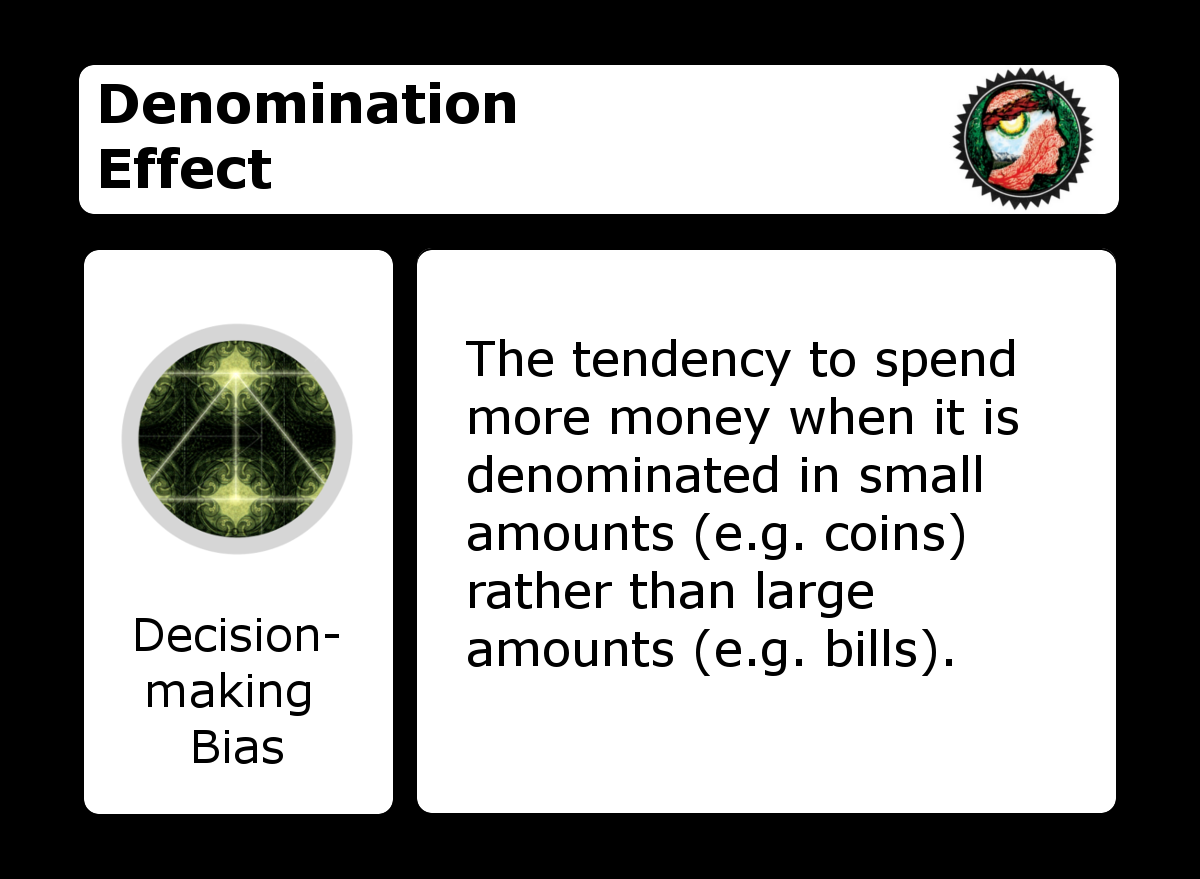 Denomination
Effect
Decision-
making
Bias
The tendency to spend
more money when it is
denominated in small
amounts (e.g. coins)
rather than large
amounts (e.g. bills).